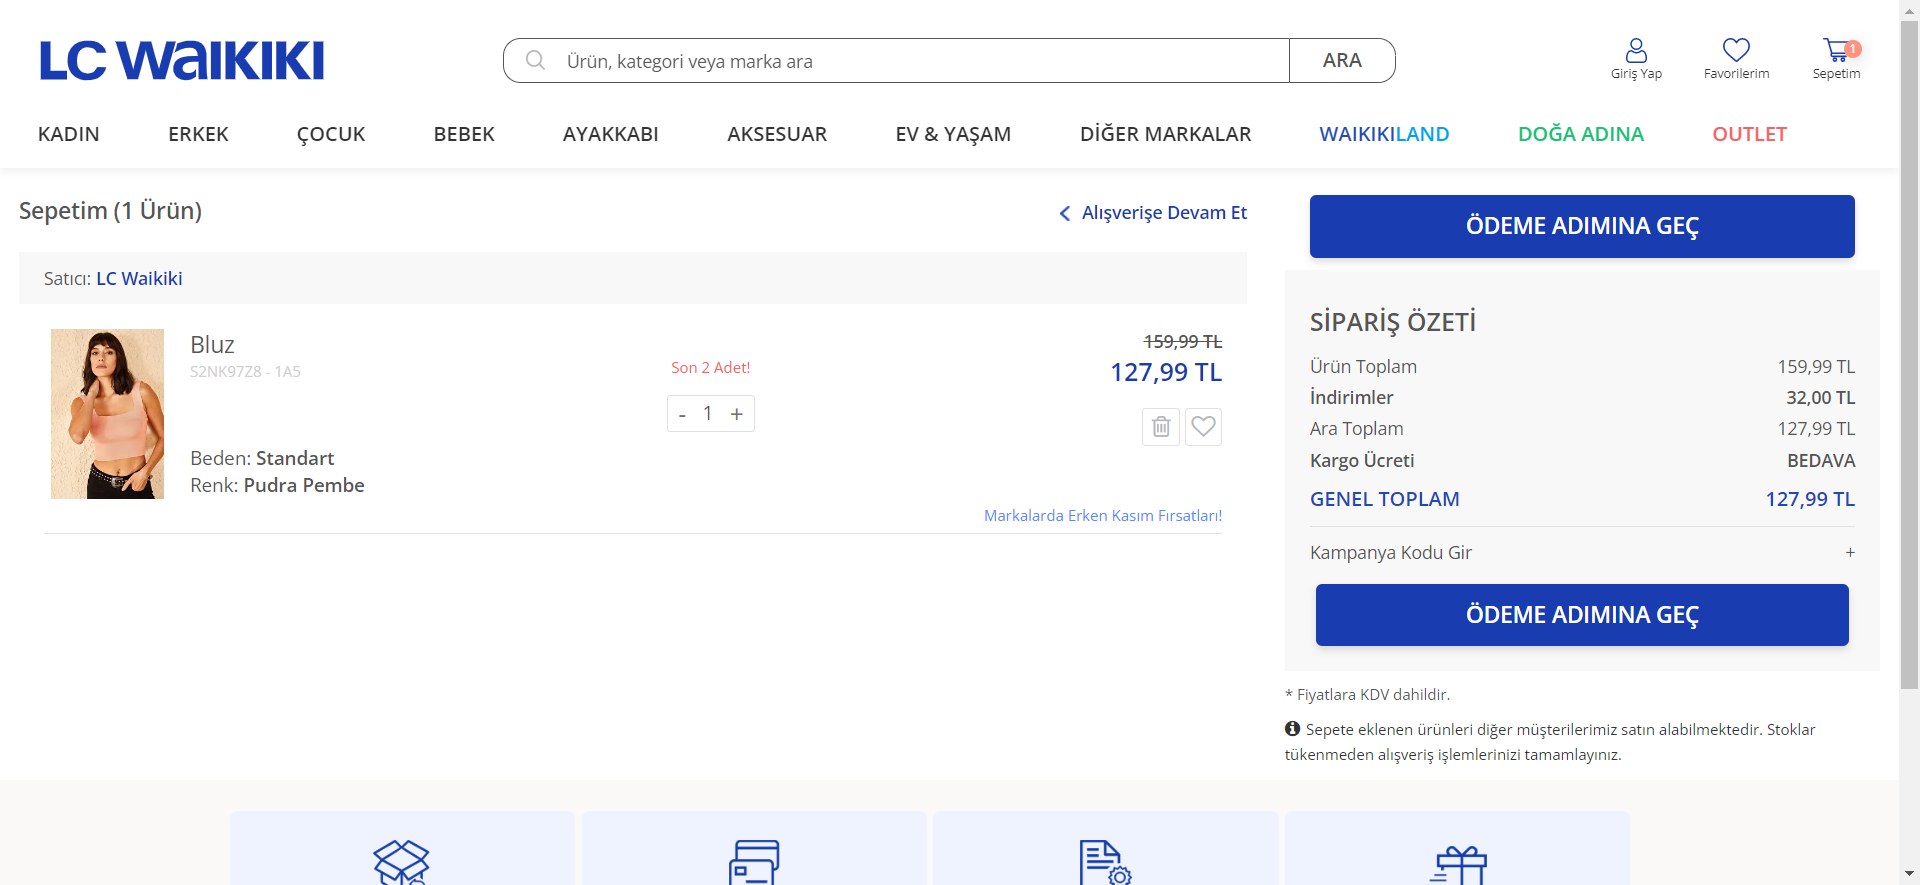 LC WAIKIKI
Ürün, kategori veya marka ara
ARA
Giriş Yap
Favorilerim
1
Sepetim
KADIN
ERKEK
ÇOCUK
BEBEK
AYAKKABI
AKSESUAR
EV & YAŞAM
DİĞER MARKALAR
WAIKIKILAND
DOĞA ADINA
OUTLET
Sepetim (1 Ürün)
Alışverişe Devam Et
Satıcı: LC Waikiki
Bluz
S2NK97Z8 - 1A5
Son 2 Adet!
- 1 +
159,99 TL
127,99 TL
Beden: Standart
Renk: Pudra Pembe
Markalarda Erken Kasım Fırsatları!
ÖDEME ADIMINA GEÇ
SİPARİŞ ÖZETİ
Ürün Toplam 159,99 TL
İndirimler 32,00 TL
Ara Toplam 127,99 TL
Kargo Ücreti BEDAVA
GENEL TOPLAM 127,99 TL
Kampanya Kodu Gir +
ÖDEME ADIMINA GEÇ
* Fiyatlara KDV dahildir.
Sepete eklenen ürünleri diğer müşterilerimiz satın alabilmektedir. Stoklar
tükenmeden alışveriş işlemlerinizi tamamlayınız.